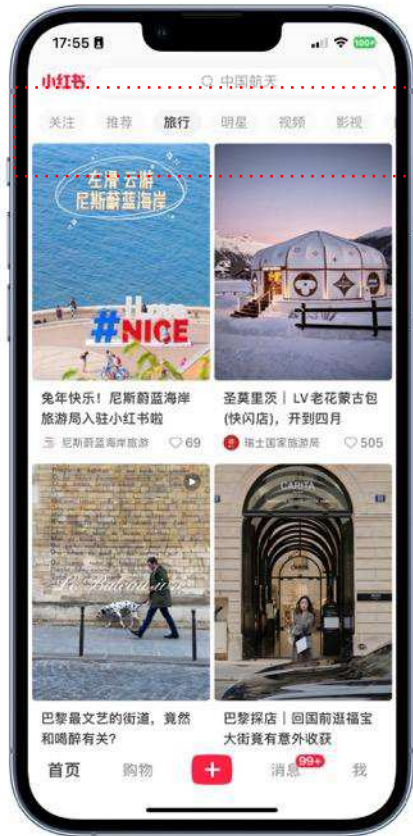 17:55
100+
小红书
中国航天
关注 推荐 旅行 明星 视频 影视
左滑 云游
尼斯蔚蓝海岸
#NICE
兔年快乐！尼斯蔚蓝海岸
旅游局入驻小红书啦
尼斯蔚蓝海岸旅游 69
圣莫里茨｜LV老花蒙古包
(快闪店)，开到四月
瑞士国家旅游局 505
巴黎最文艺的街道，竟然
和喝醉有关?
巴黎探店｜回国前逛福宝
大街竟有意外收获
首页 购物 消息 99+ 我